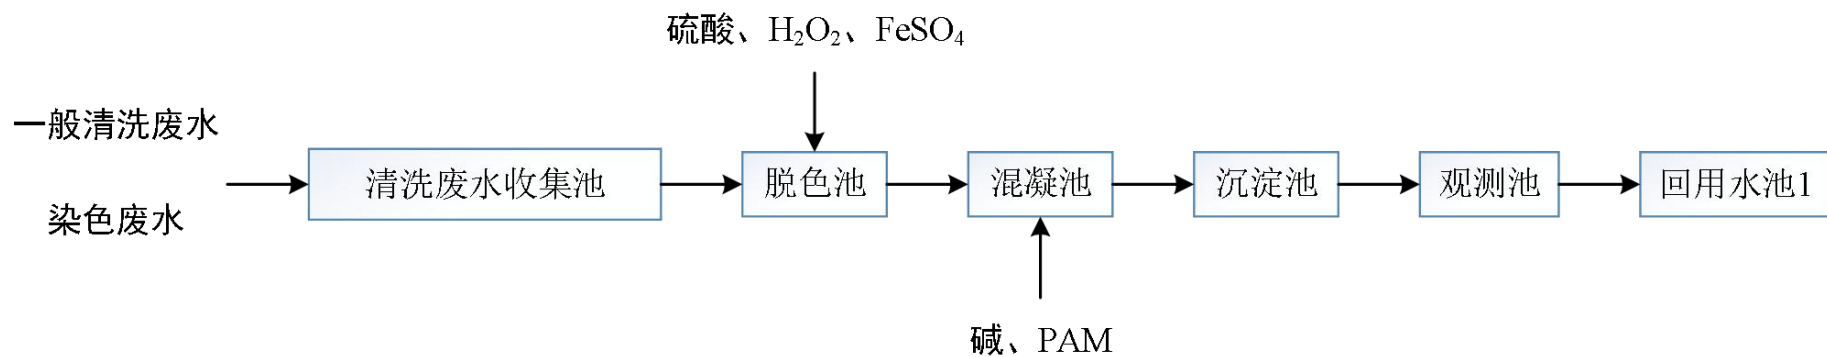 硫酸、H₂O₂、FeSO₄
一般清洗废水
染色废水
清洗废水收集池
脱色池
混凝池
沉淀池
观测池
回用水池1
碱、PAM